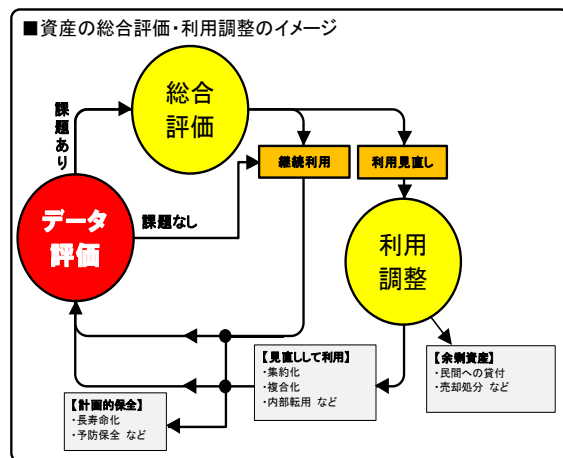 ■資産の総合評価・利用調整のイメージ
総合
評価
課題あり
継続利用
利用見直し
データ
評価
課題なし
利用
調整
【見直しして利用】
・集約化
・複合化
・内部転用 など
【余剰資産】
・民間への貸付
・売却処分 など
【計画的保全】
・長寿命化
・予防保全 など